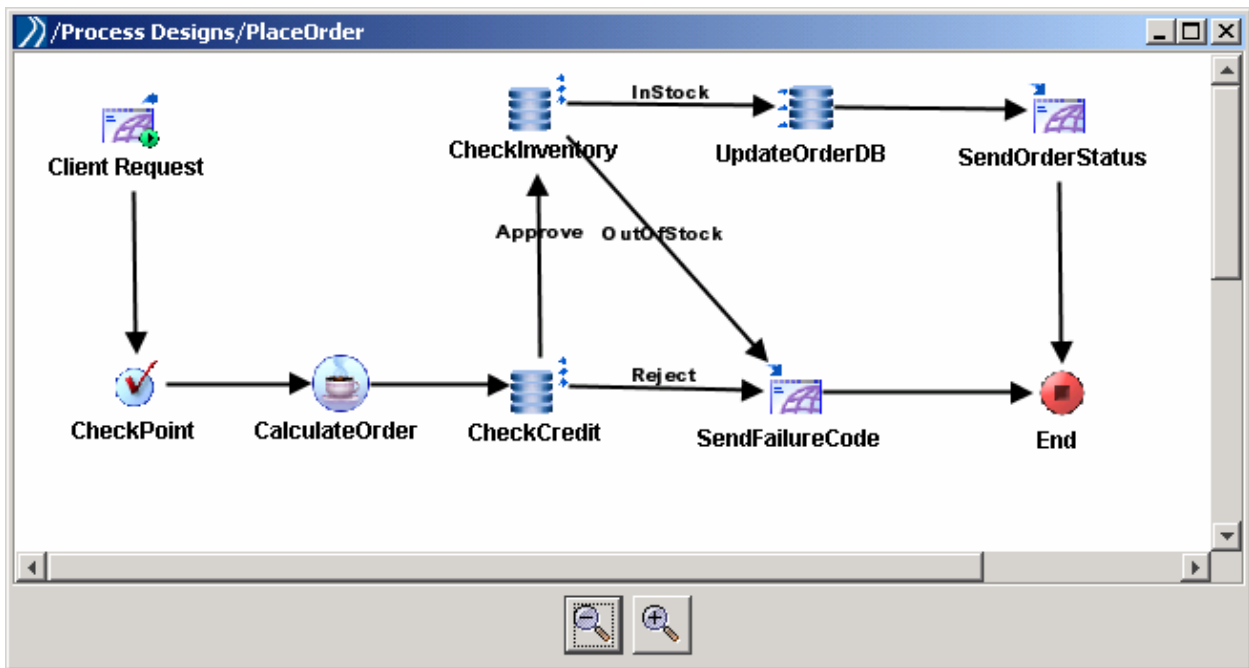 /Process Designs/PlaceOrder
InStock
Client Request
CheckInventory
UpdateOrderDB
SendOrderStatus
Approve
OutOfStock
Reject
CheckPoint
CalculateOrder
CheckCredit
SendFailureCode
End